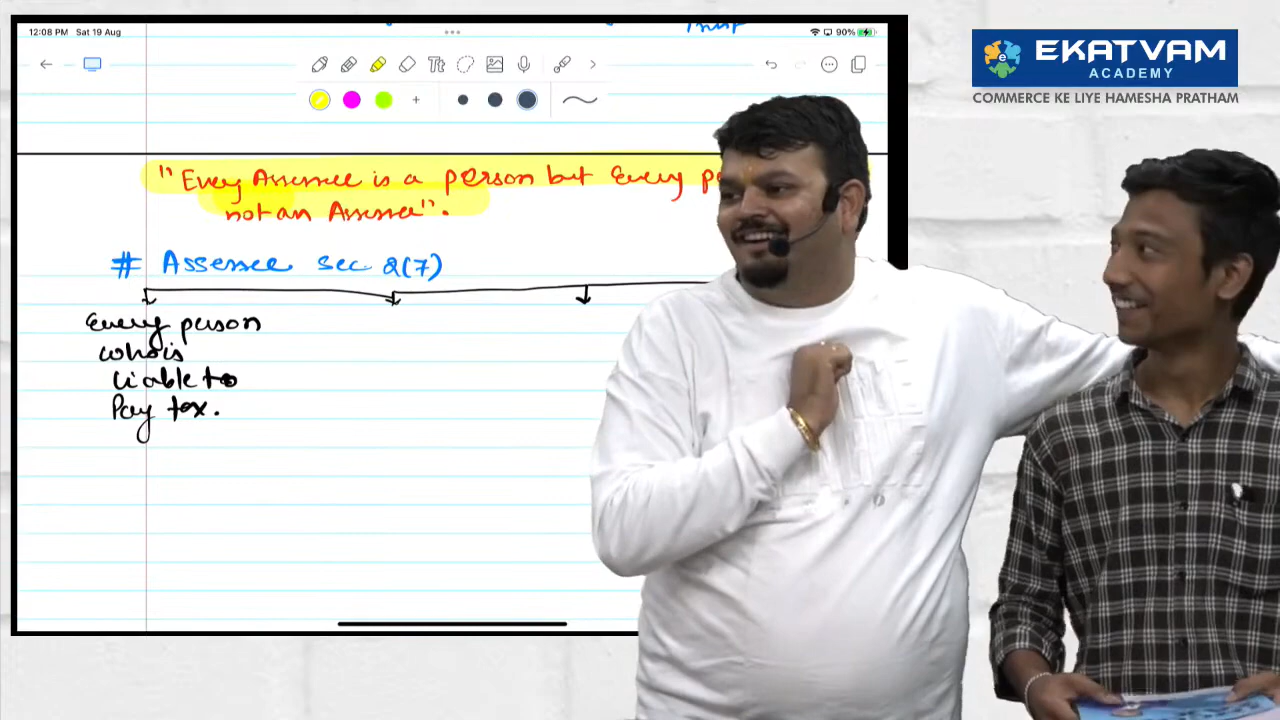 12:08 PM Sat 19 Aug
90%
"Every Assessee is a person but Every
not an Assessee".
# Assessee sec 2(7)
Every person
who is
liable to
Pay tax.
EKATVAM
ACADEMY
COMMERCE KE LIYE HAMESHA PRATHAM